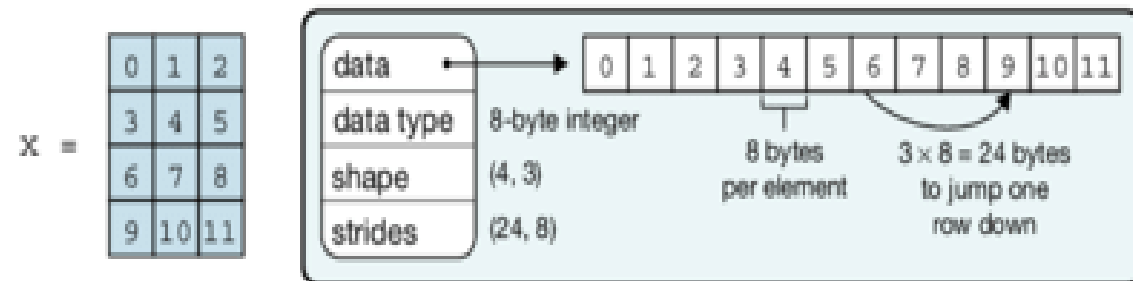 x =
0 1 2
3 4 5
6 7 8
9 10 11
data
data type
shape
strides
8-byte integer
(4, 3)
(24, 8)
0 1 2 3 4 5 6 7 8 9 10 11
8 bytes
per element
3 × 8 = 24 bytes
to jump one
row down